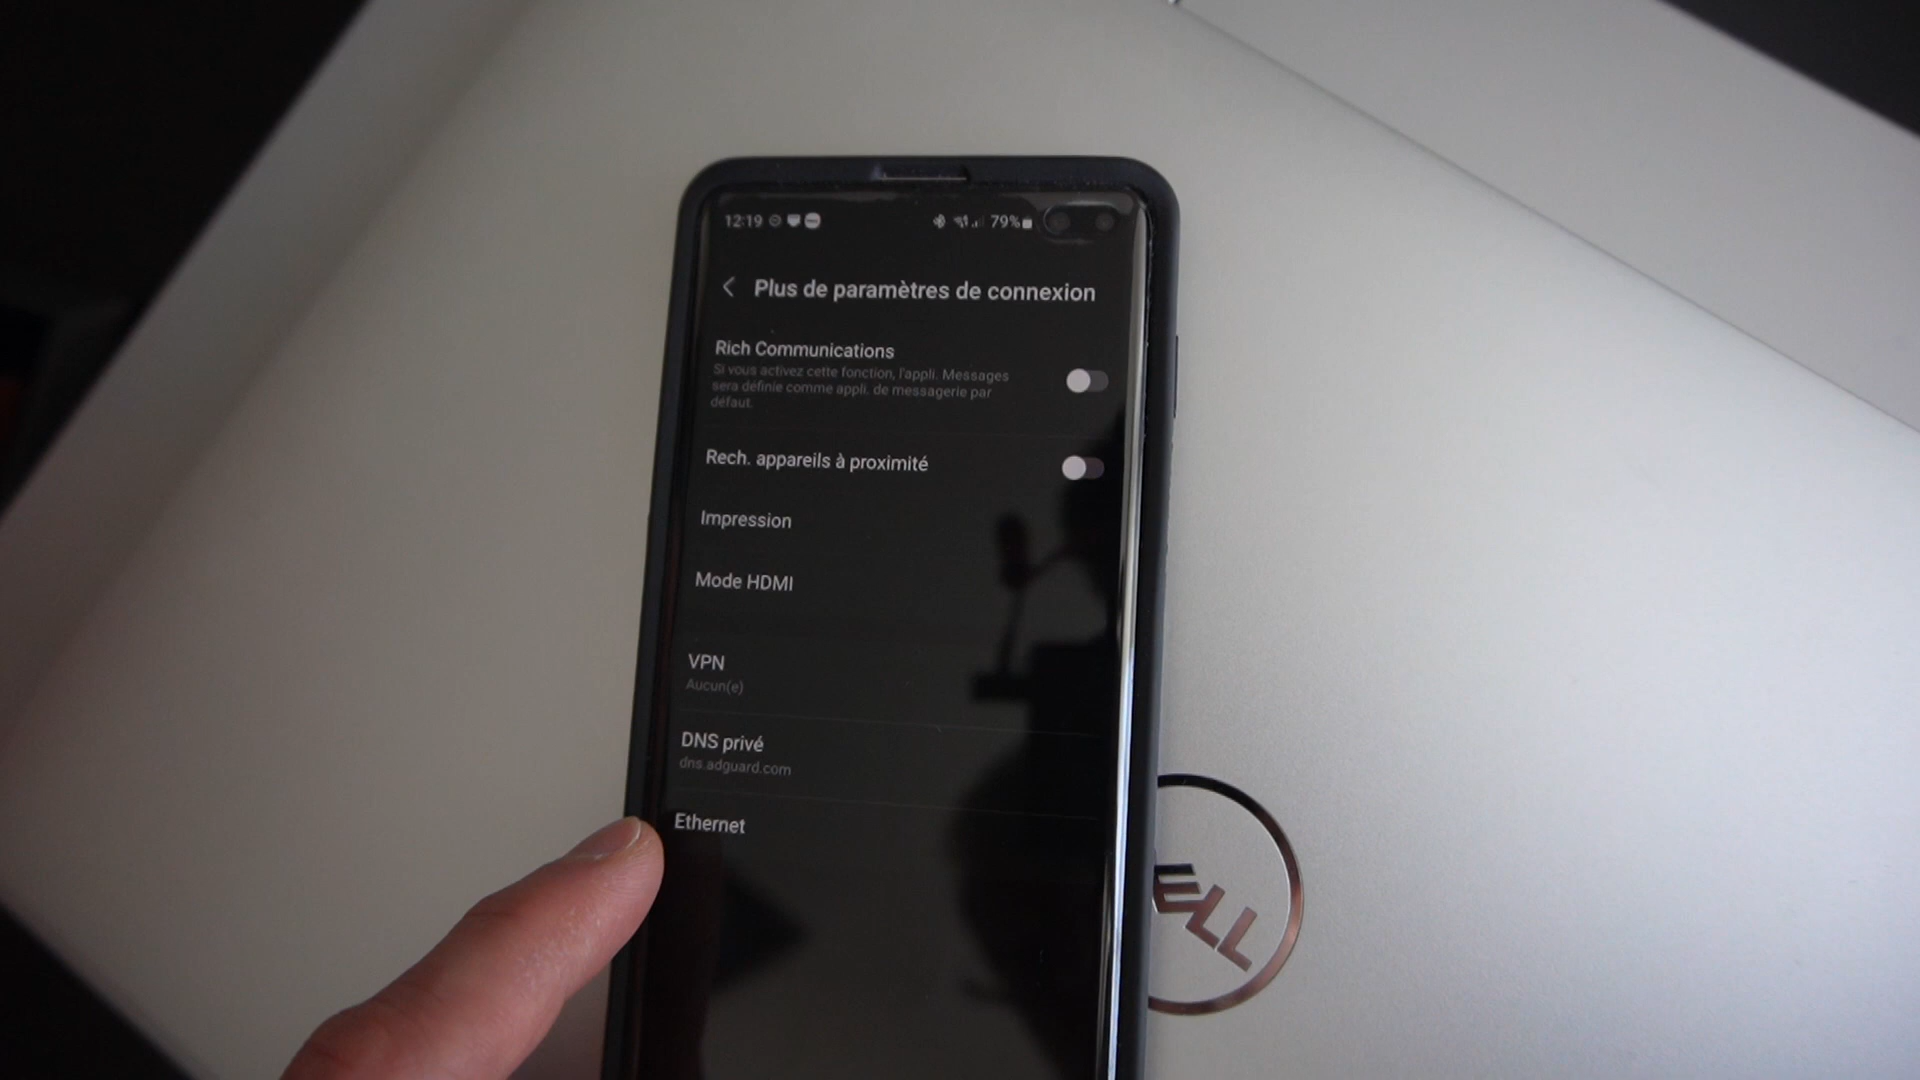 12:19
79%
Plus de paramètres de connexion
Rich Communications
Si vous activez cette fonction, l'appli. Messages
sera définie comme appli. de messagerie par
défaut.
Rech. appareils à proximité
Impression
Mode HDMI
VPN
Aucun(e)
DNS privé
dns.adguard.com
Ethernet
ELL